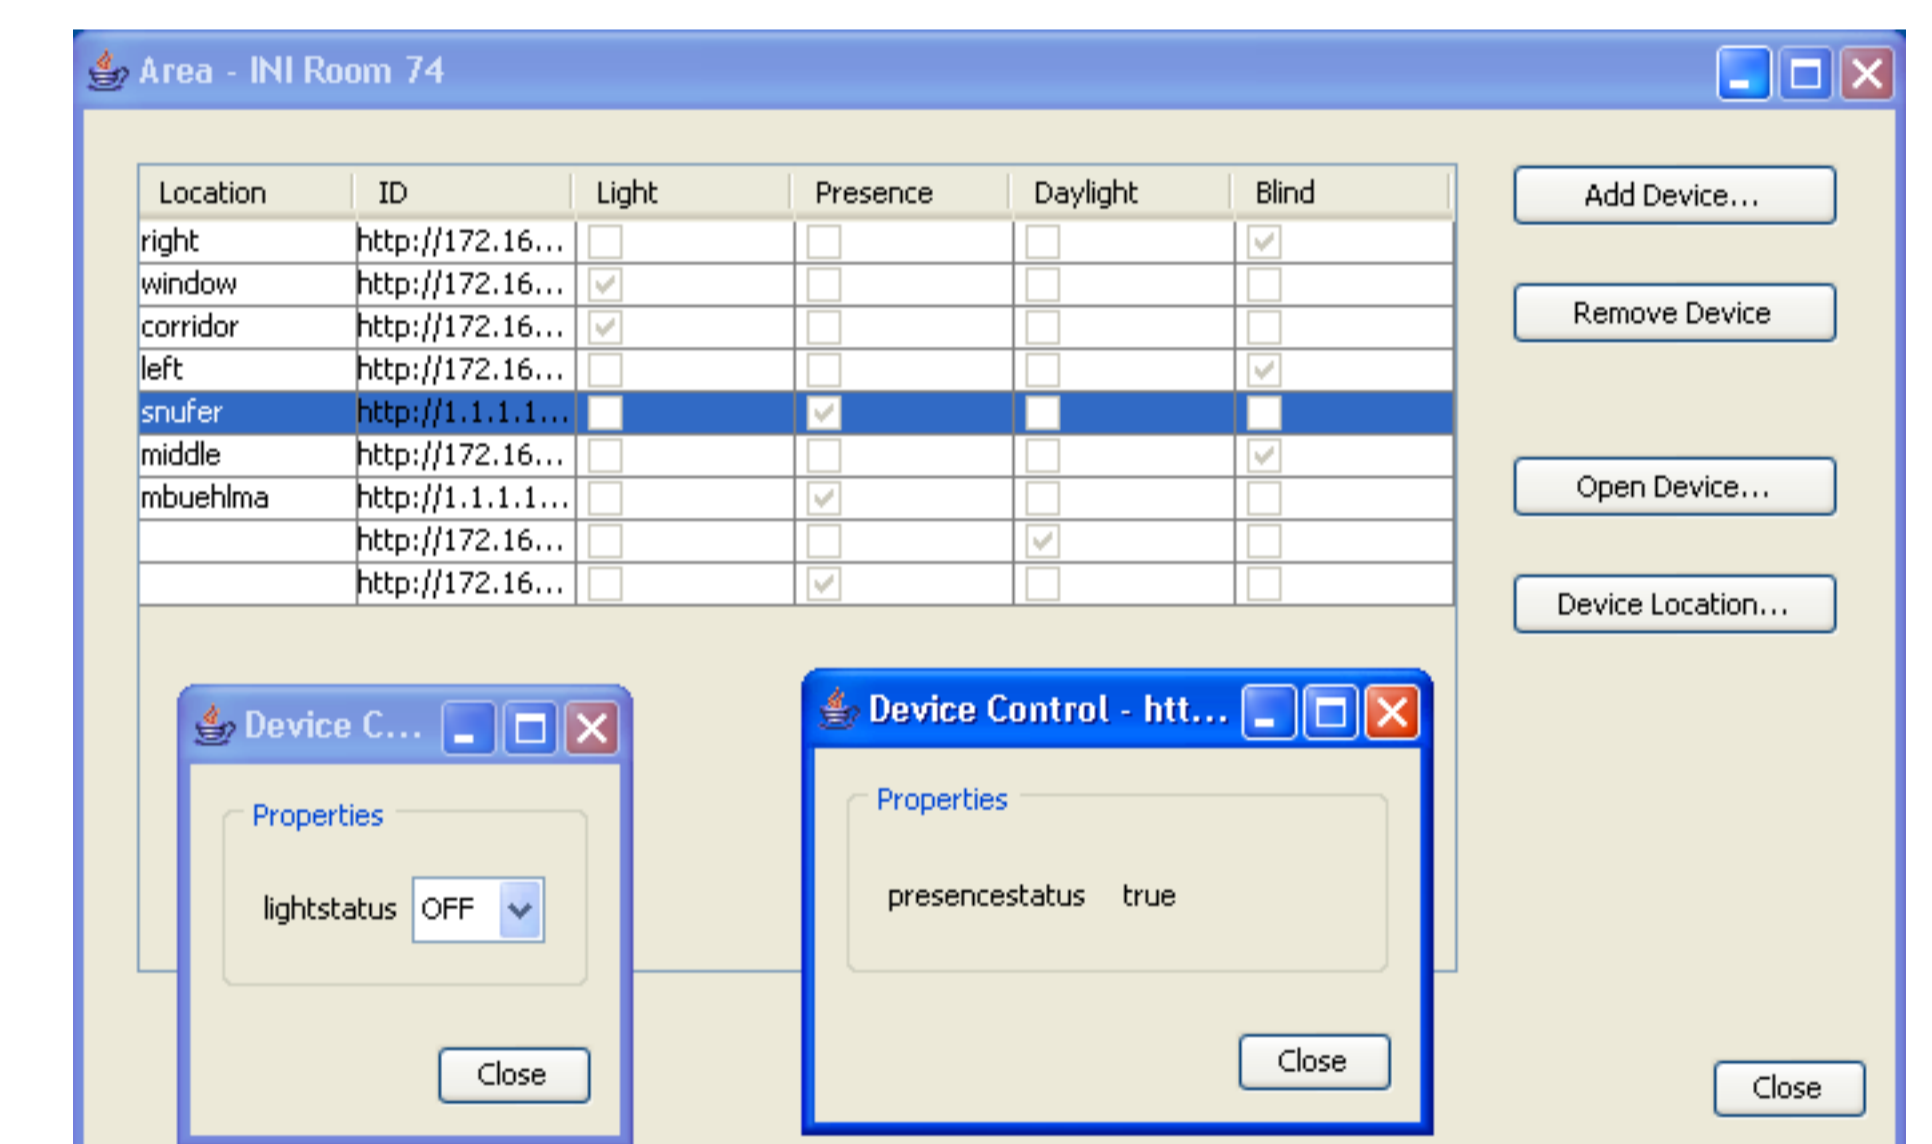 Area - INI Room 74
Location ID Light Presence Daylight Blind
right http://172.16...
window http://172.16...
corridor http://172.16...
left http://172.16...
snufer http://1.1.1.1...
middle http://172.16...
mbuehlma http://1.1.1.1...
http://172.16...
http://172.16...
Add Device...
Remove Device
Open Device...
Device Location...
Device C...
Properties
lightstatus OFF
Close
Device Control - htt...
Properties
presencestatus true
Close
Close